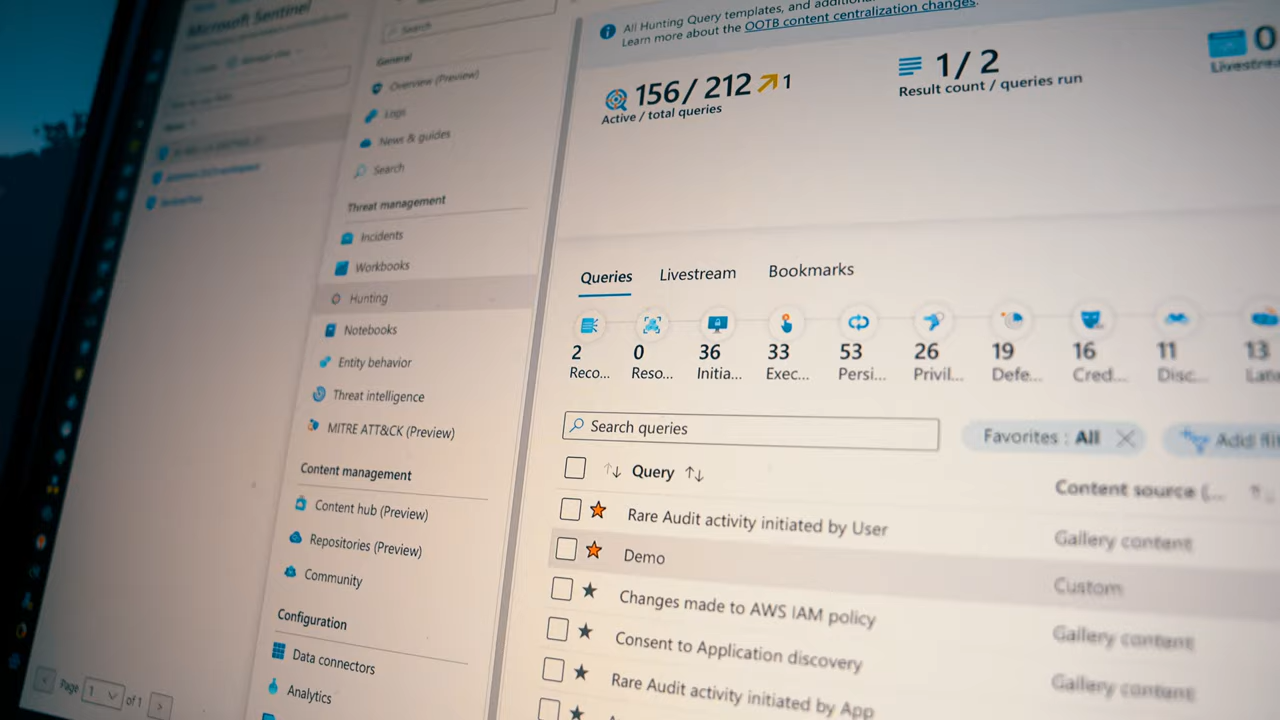 Microsoft Sentinel
Search
General
Overview (Preview)
Logs
News & guides
Search
Threat management
Incidents
Workbooks
Hunting
Notebooks
Entity behavior
Threat intelligence
MITRE ATT&CK (Preview)
Content management
Content hub (Preview)
Repositories (Preview)
Community
Configuration
Data connectors
Analytics
Page 1 of 1
All Hunting Query templates, and
Learn more about the OOTB content centralization changes.
156/212 1
Active / total queries
1/2
Result count / queries run
0
Livestrea
Queries Livestream Bookmarks
2 0 36 33 53 26 19 16 11 13
Reco... Reso... Initia... Exec... Persi... Privil... Defe... Cred... Disc... Late
Search queries
Favorites : All
Add filt
Query
Content source (...
Rare Audit activity initiated by User Gallery content
Demo Custom
Changes made to AWS IAM policy Gallery content
Consent to Application discovery Gallery content
Rare Audit activity initiated by App